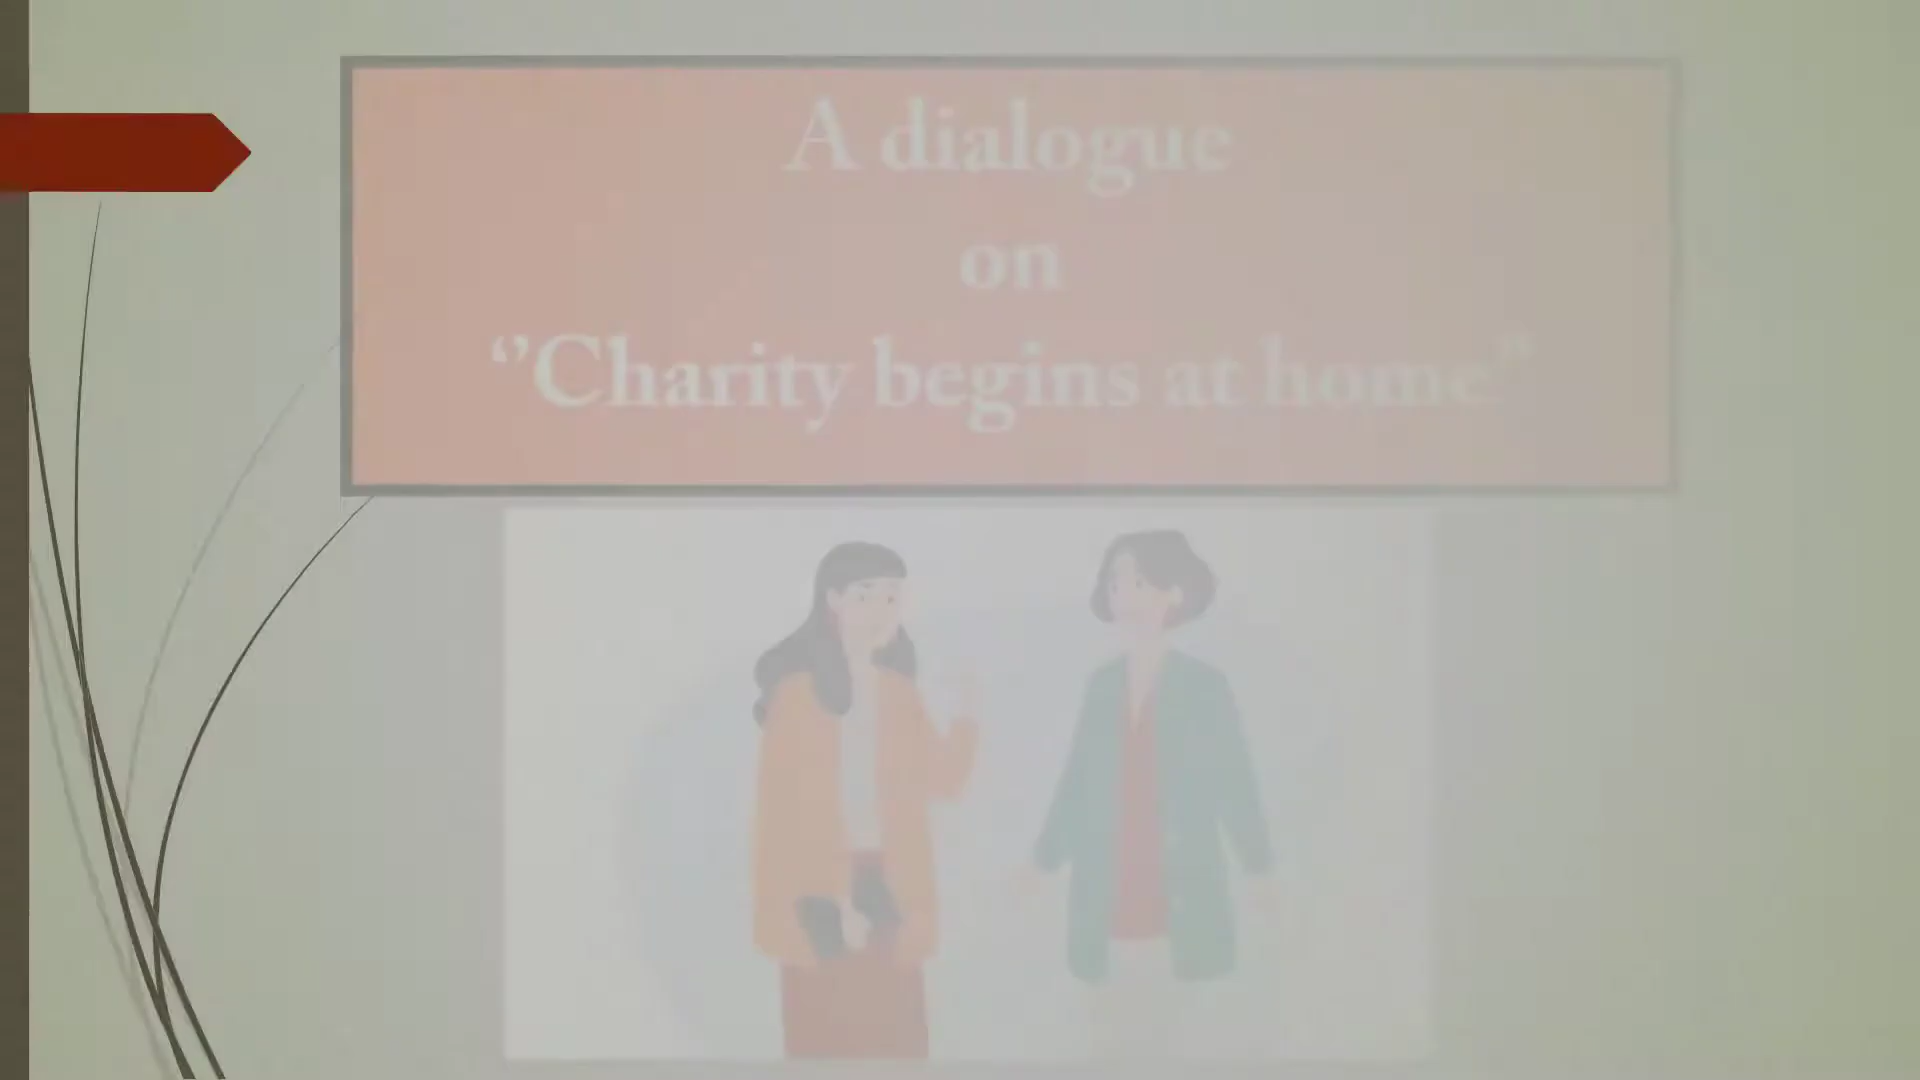 A dialogue
on
‘’Charity begins at home”